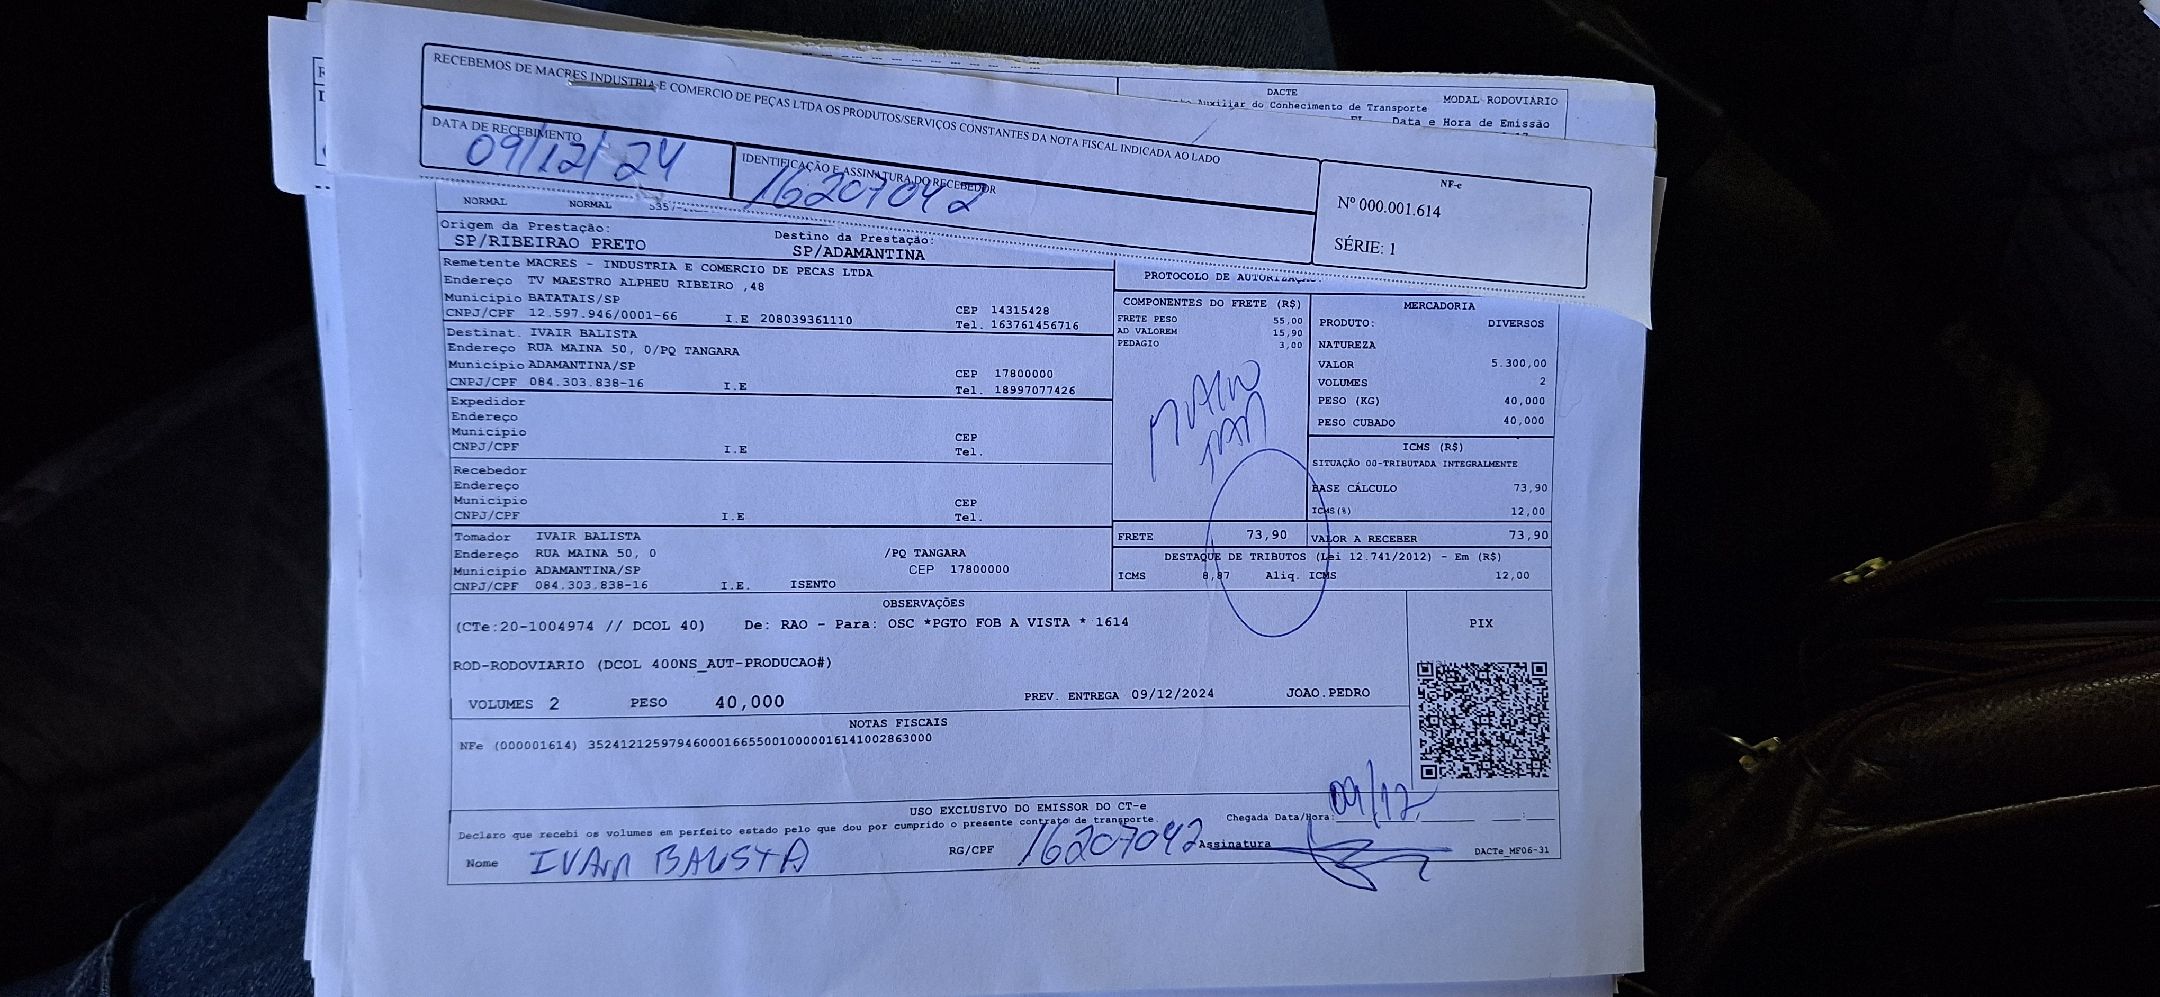 DACTE
MODAL RODOVIARIO
Auxiliar do Conhecimento de Transporte
Data e Hora de Emissão
RECEBEMOS DE MACRES INDUSTRIA E COMERCIO DE PEÇAS LTDA OS PRODUTOS/SERVIÇOS CONSTANTES DA NOTA FISCAL INDICADA AO LADO
DATA DE RECEBIMENTO
09/12/24
IDENTIFICAÇÃO E ASSINATURA DO RECEBEDOR
16207042
NF-e
Nº 000.001.614
SÉRIE: 1
NORMAL NORMAL
Origem da Prestação:
SP/RIBEIRAO PRETO
Destino da Prestação:
SP/ADAMANTINA
Remetente MACRES - INDUSTRIA E COMERCIO DE PECAS LTDA
Endereço TV MAESTRO ALPHEU RIBEIRO ,48
Município BATATAIS/SP CEP 14315428
CNPJ/CPF 12.597.946/0001-66 I.E 208039361110 Tel. 163761456716
Destinat. IVAIR BALISTA
Endereço RUA MAINA 50, 0/PQ TANGARA
Município ADAMANTINA/SP CEP 17800000
CNPJ/CPF 084.303.838-16 I.E Tel. 18997077426
Expedidor
Endereço
Município CEP
CNPJ/CPF I.E Tel.
Recebedor
Endereço
Município CEP
CNPJ/CPF I.E Tel.
Tomador IVAIR BALISTA
Endereço RUA MAINA 50, 0 /PQ TANGARA
Município ADAMANTINA/SP CEP 17800000
CNPJ/CPF 084.303.838-16 I.E. ISENTO
PROTOCOLO DE AUTORIZAÇÃO:
COMPONENTES DO FRETE (R$)
FRETE PESO 55,00
AD VALOREM 15,90
PEDAGIO 3,00
FRETE 73,90
MERCADORIA
PRODUTO: DIVERSOS
NATUREZA
VALOR 5.300,00
VOLUMES 2
PESO (KG) 40,000
PESO CUBADO 40,000
ICMS (R$)
SITUAÇÃO 00-TRIBUTADA INTEGRALMENTE
BASE CÁLCULO 73,90
ICMS(%) 12,00
VALOR A RECEBER 73,90
DESTAQUE DE TRIBUTOS (Lei 12.741/2012) - Em (R$)
ICMS 8,87 Aliq. ICMS 12,00
OBSERVAÇÕES
(CTe:20-1004974 // DCOL 40) De: RAO - Para: OSC *PGTO FOB A VISTA * 1614
ROD-RODOVIARIO (DCOL 400NS_AUT-PRODUCAO#)
VOLUMES 2 PESO 40,000 PREV. ENTREGA 09/12/2024 JOAO.PEDRO
PIX
NOTAS FISCAIS
NFe (000001614) 35241212597946000166550010000016141002863000
USO EXCLUSIVO DO EMISSOR DO CT-e
Declaro que recebi os volumes em perfeito estado pelo que dou por cumprido o presente contrato de transporte.
Chegada Data/Hora: 09/12
Nome IVAIR BALISTA
RG/CPF 16207042
Assinatura
DACTe_MF06-31